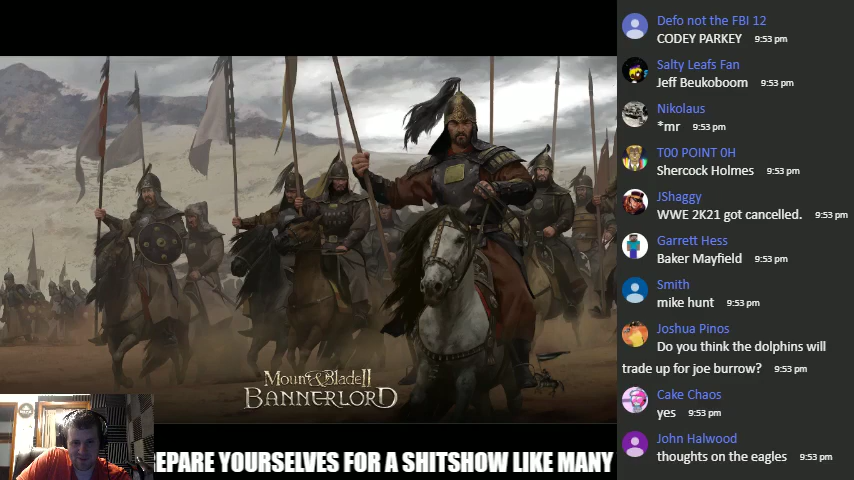 Mount&Blade II
BANNERLORD
EPARE YOURSELVES FOR A SHITSHOW LIKE MANY
Defo not the FBI 12
CODEY PARKEY 9:53 pm
Salty Leafs Fan
Jeff Beukoboom 9:53 pm
Nikolaus
*mr 9:53 pm
T00 POINT 0H
Shercock Holmes 9:53 pm
JShaggy
WWE 2K21 got cancelled. 9:53 pm
Garrett Hess
Baker Mayfield 9:53 pm
Smith
mike hunt 9:53 pm
Joshua Pinos
Do you think the dolphins will
trade up for joe burrow? 9:53 pm
Cake Chaos
yes 9:53 pm
John Halwood
thoughts on the eagles 9:53 pm